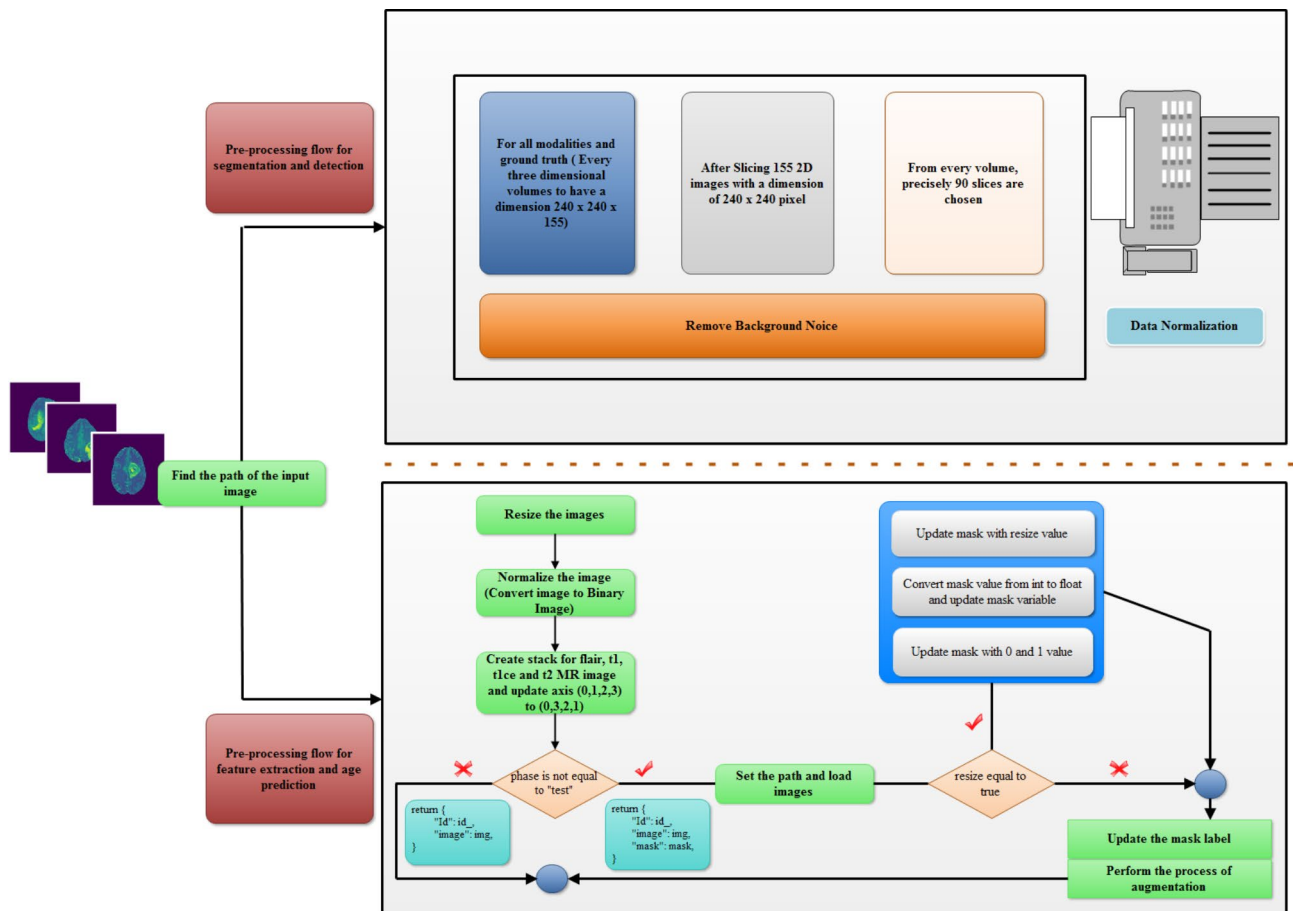 Pre-processing flow for
segmentation and detection
For all modalities and
ground truth ( Every
three dimensional
volumes to have a
dimension 240 x 240 x
155)
After Slicing 155 2D
images with a dimension
of 240 x 240 pixel
From every volume,
precisely 90 slices are
chosen
Remove Background Noice
Data Normalization
Find the path of the input
image
Pre-processing flow for
feature extraction and age
prediction
Resize the images
Normalize the image
(Convert image to Binary
Image)
Create stack for flair, t1,
t1ce and t2 MR image
and update axis (0,1,2,3)
to (0,3,2,1)
phase is not equal
to "test"
return {
"Id": id_,
"image": img,
}
return {
"Id": id_,
"image": img,
"mask": mask,
}
Set the path and load
images
resize equal to
true
Update mask with resize value
Convert mask value from int to float
and update mask variable
Update mask with 0 and 1 value
Update the mask label
Perform the process of
augmentation